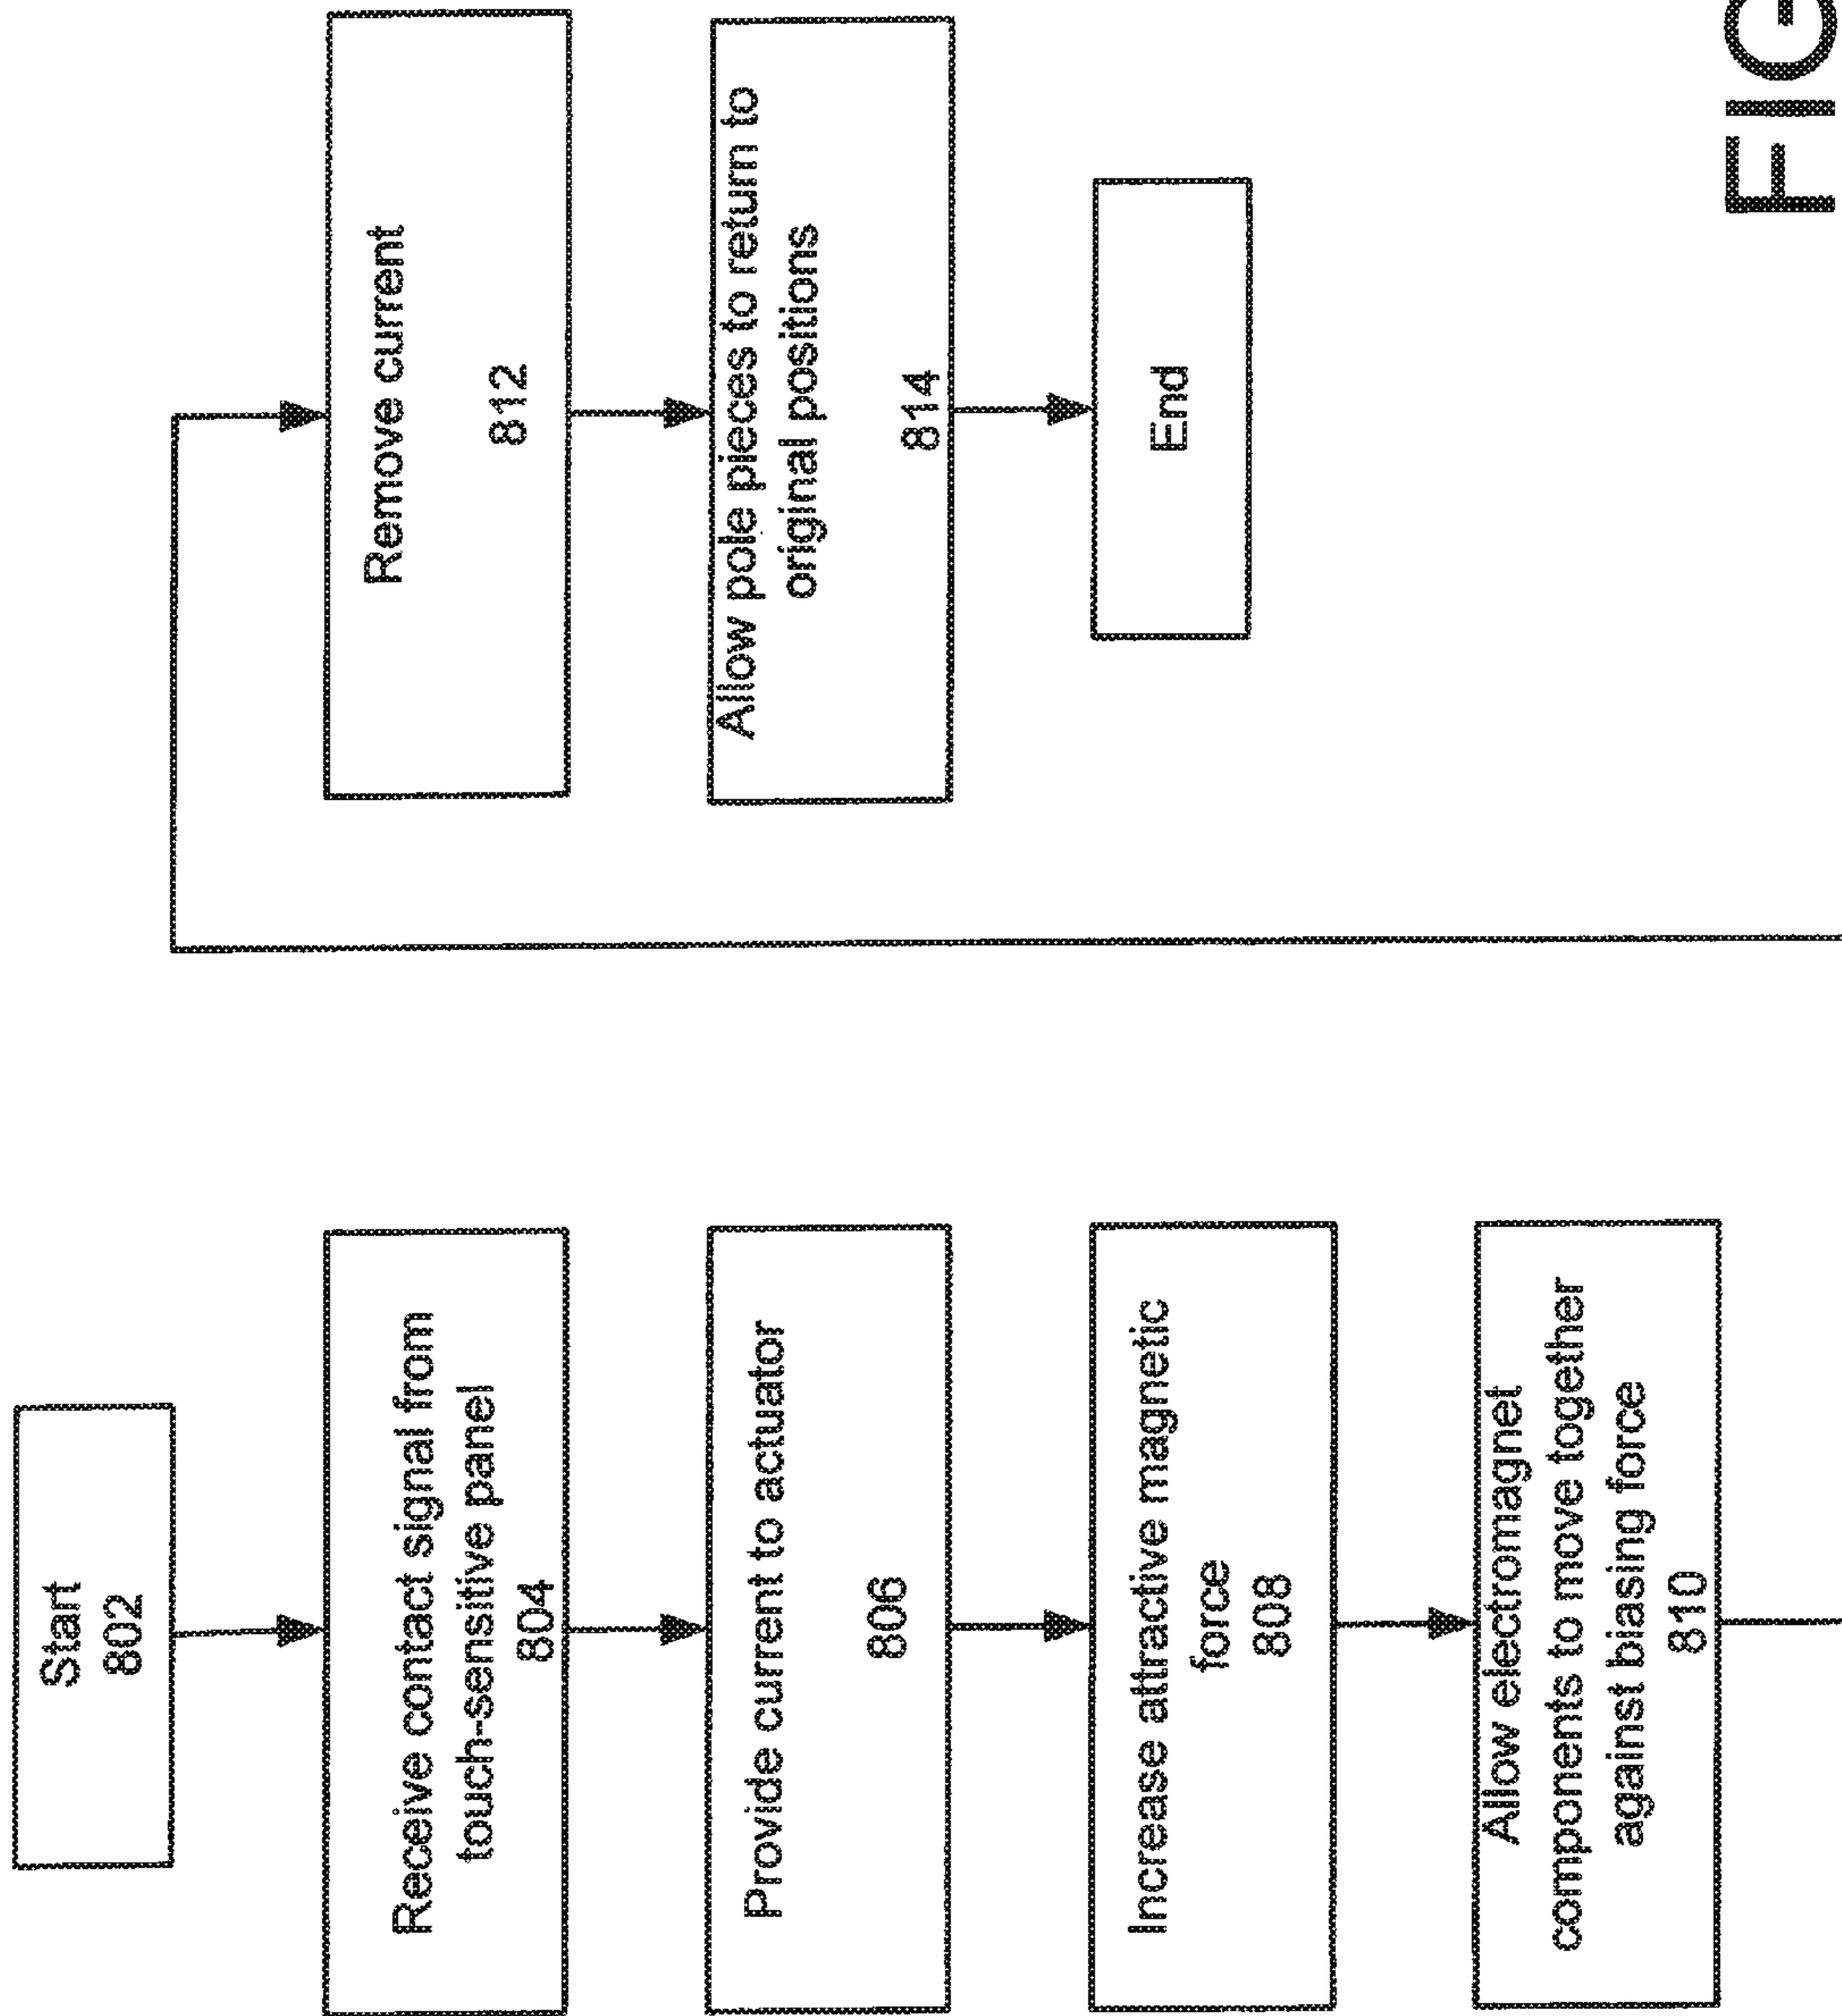 Start
802
Receive contact signal from
touch-sensitive panel
804
Provide current to actuator
806
Increase attractive magnetic
force
808
Allow electromagnet
components to move together
against biasing force
810
Remove current
812
Allow pole pieces to return to
original positions
814
End
FIG